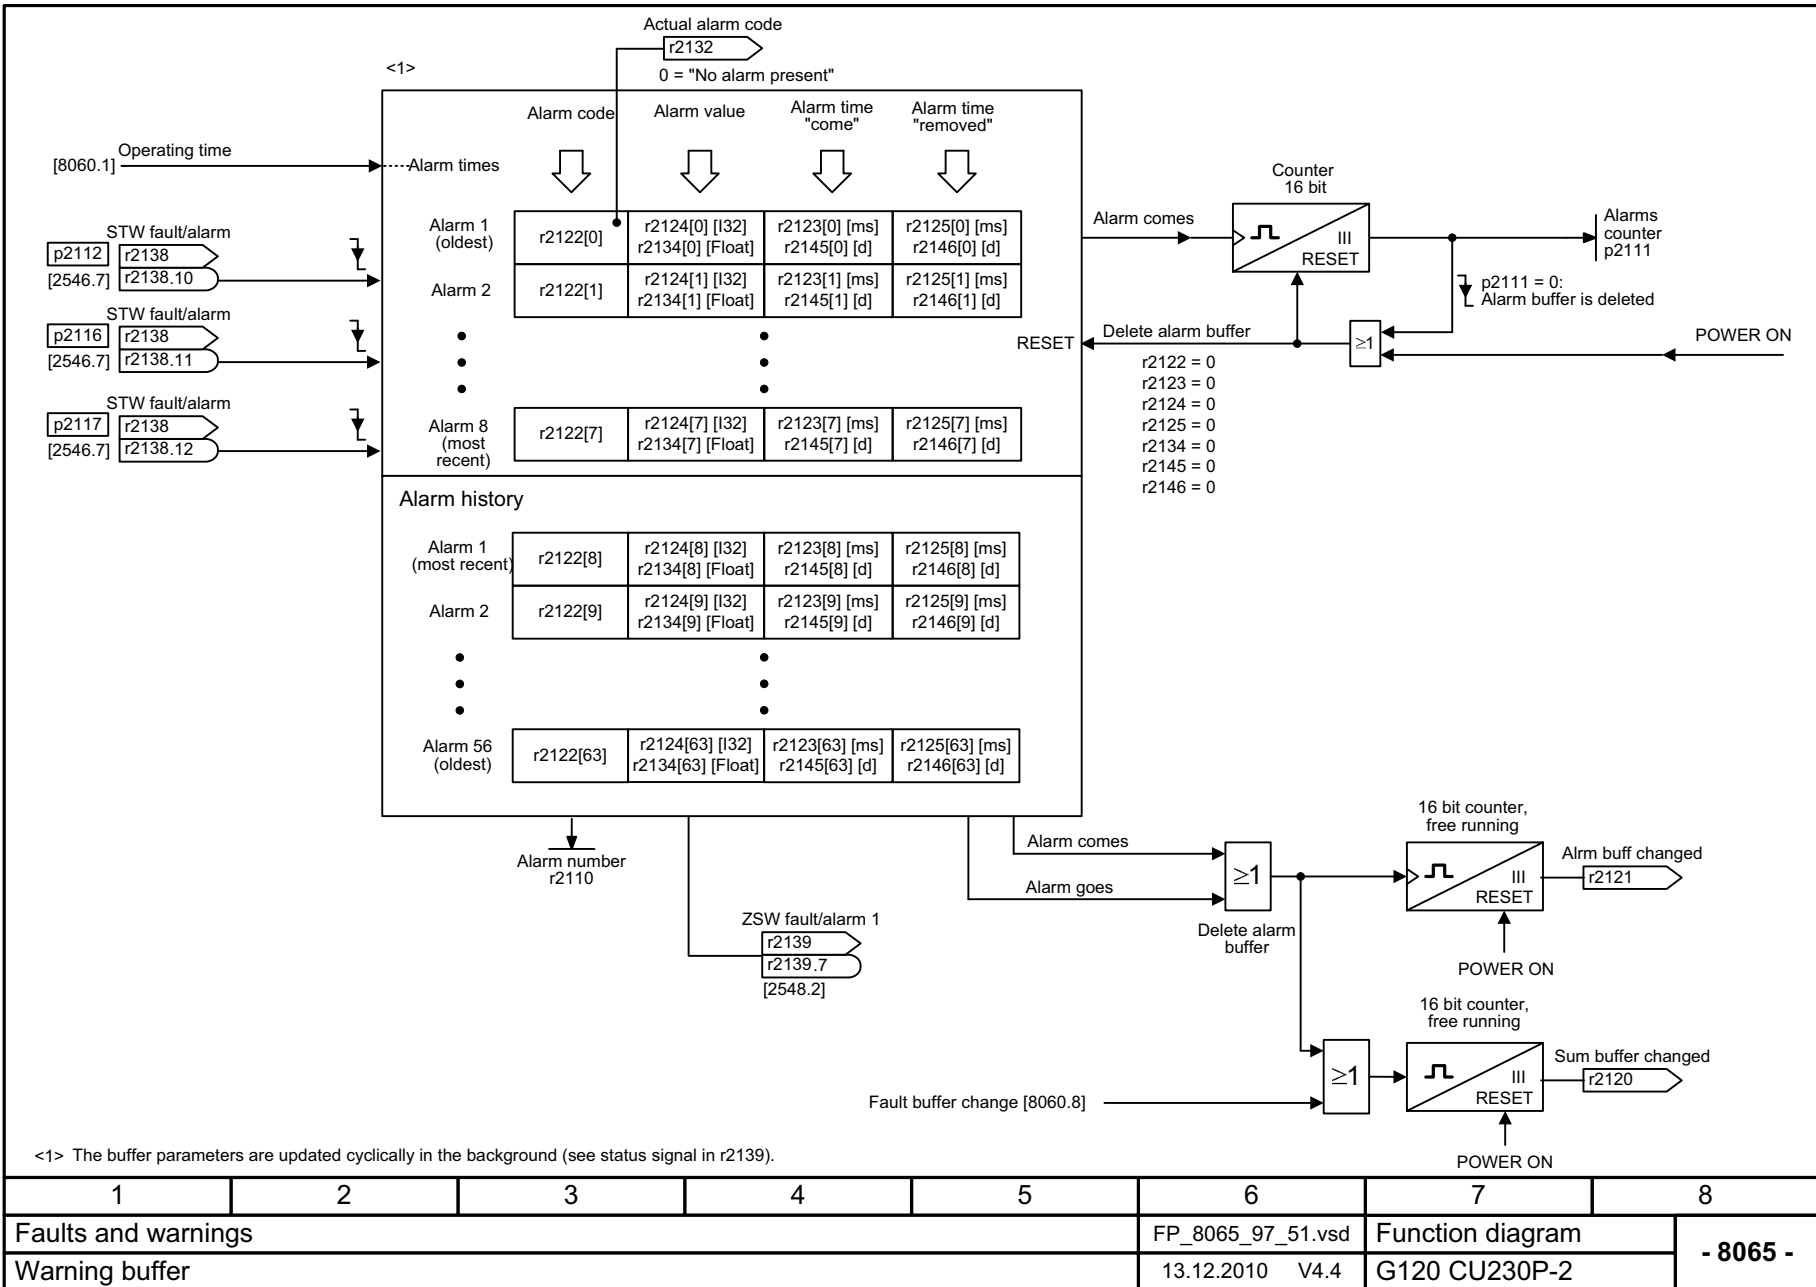 Actual alarm code
r2132
0 = "No alarm present"
<1>
Alarm code
Alarm value
Alarm time
"come"
Alarm time
"removed"
Operating time
[8060.1]
Alarm times
Alarm 1
(oldest)
r2122[0]
r2124[0] [I32]
r2134[0] [Float]
r2123[0] [ms]
r2145[0] [d]
r2125[0] [ms]
r2146[0] [d]
Alarm 2
r2122[1]
r2124[1] [I32]
r2134[1] [Float]
r2123[1] [ms]
r2145[1] [d]
r2125[1] [ms]
r2146[1] [d]
Alarm 8
(most
recent)
r2122[7]
r2124[7] [I32]
r2134[7] [Float]
r2123[7] [ms]
r2145[7] [d]
r2125[7] [ms]
r2146[7] [d]
STW fault/alarm
p2112
r2138
[2546.7]
r2138.10
STW fault/alarm
p2116
r2138
[2546.7]
r2138.11
STW fault/alarm
p2117
r2138
[2546.7]
r2138.12
RESET
Alarm comes
Counter
16 bit
III
RESET
Alarms
counter
p2111
p2111 = 0:
Alarm buffer is deleted
≥1
POWER ON
Delete alarm buffer
r2122 = 0
r2123 = 0
r2124 = 0
r2125 = 0
r2134 = 0
r2145 = 0
r2146 = 0
Alarm history
Alarm 1
(most recent)
r2122[8]
r2124[8] [I32]
r2134[8] [Float]
r2123[8] [ms]
r2145[8] [d]
r2125[8] [ms]
r2146[8] [d]
Alarm 2
r2122[9]
r2124[9] [I32]
r2134[9] [Float]
r2123[9] [ms]
r2145[9] [d]
r2125[9] [ms]
r2146[9] [d]
Alarm 56
(oldest)
r2122[63]
r2124[63] [I32]
r2134[63] [Float]
r2123[63] [ms]
r2145[63] [d]
r2125[63] [ms]
r2146[63] [d]
Alarm number
r2110
ZSW fault/alarm 1
r2139
r2139.7
[2548.2]
Alarm comes
Alarm goes
≥1
Delete alarm
buffer
16 bit counter,
free running
III
RESET
POWER ON
Alrm buff changed
r2121
16 bit counter,
free running
≥1
III
RESET
POWER ON
Sum buffer changed
r2120
Fault buffer change [8060.8]
<1> The buffer parameters are updated cyclically in the background (see status signal in r2139).
1 2 3 4 5 6 7 8
Faults and warnings
FP_8065_97_51.vsd
Function diagram
- 8065 -
Warning buffer
13.12.2010 V4.4
G120 CU230P-2